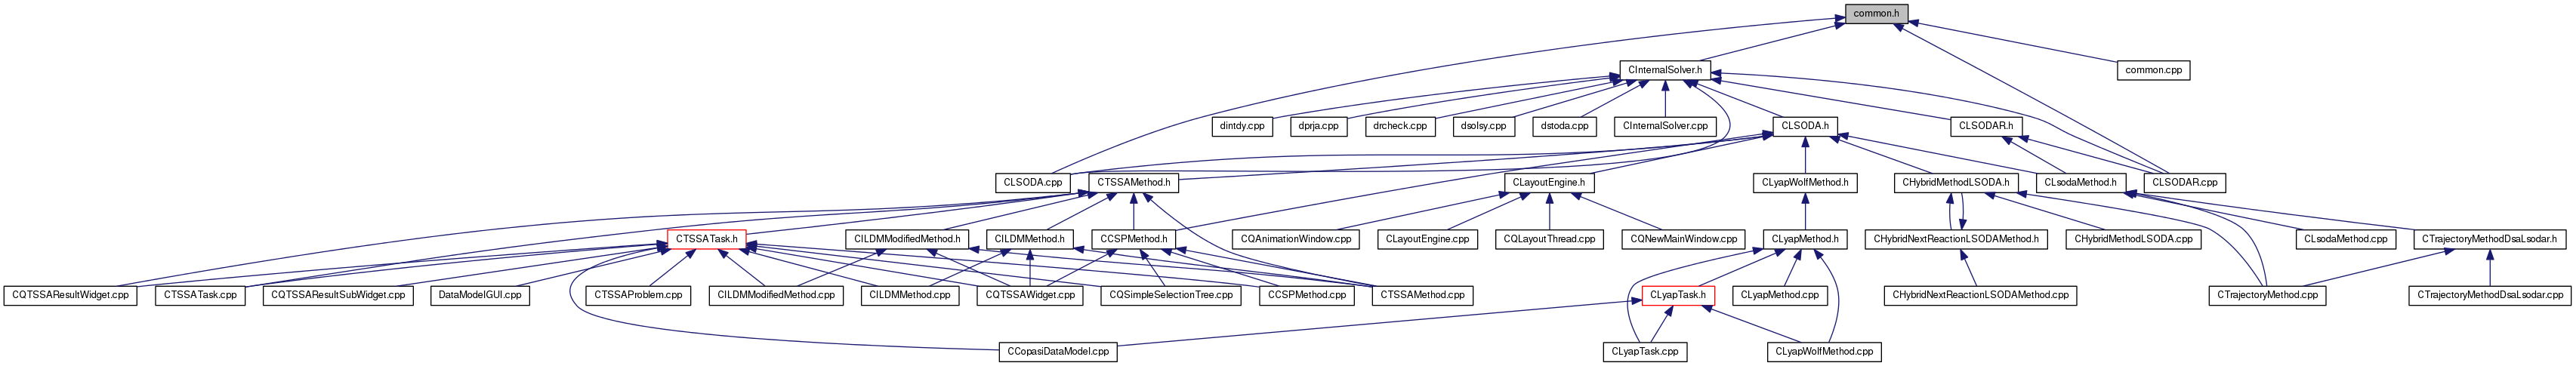 common.h
CInternalSolver.h
common.cpp
dintdy.cpp
dprja.cpp
drcheck.cpp
dsolsy.cpp
dstoda.cpp
CInternalSolver.cpp
CLSODA.h
CLSODAR.h
CLSODA.cpp
CTSSAMethod.h
CLayoutEngine.h
CLyapWolfMethod.h
CHybridMethodLSODA.h
CLsodaMethod.h
CLSODAR.cpp
CTSSATask.h
CILDMModifiedMethod.h
CILDMMethod.h
CCSPMethod.h
CQAnimationWindow.cpp
CLayoutEngine.cpp
CQLayoutThread.cpp
CQNewMainWindow.cpp
CLyapMethod.h
CHybridNextReactionLSODAMethod.h
CHybridMethodLSODA.cpp
CLsodaMethod.cpp
CTrajectoryMethodDsaLsodar.h
CQTSSAResultWidget.cpp
CTSSATask.cpp
CQTSSAResultSubWidget.cpp
DataModelGUI.cpp
CTSSAProblem.cpp
CILDMModifiedMethod.cpp
CILDMMethod.cpp
CQTSSAWidget.cpp
CQSimpleSelectionTree.cpp
CCSPMethod.cpp
CTSSAMethod.cpp
CLyapTask.h
CLyapMethod.cpp
CHybridNextReactionLSODAMethod.cpp
CTrajectoryMethod.cpp
CTrajectoryMethodDsaLsodar.cpp
CCopasiDataModel.cpp
CLyapTask.cpp
CLyapWolfMethod.cpp